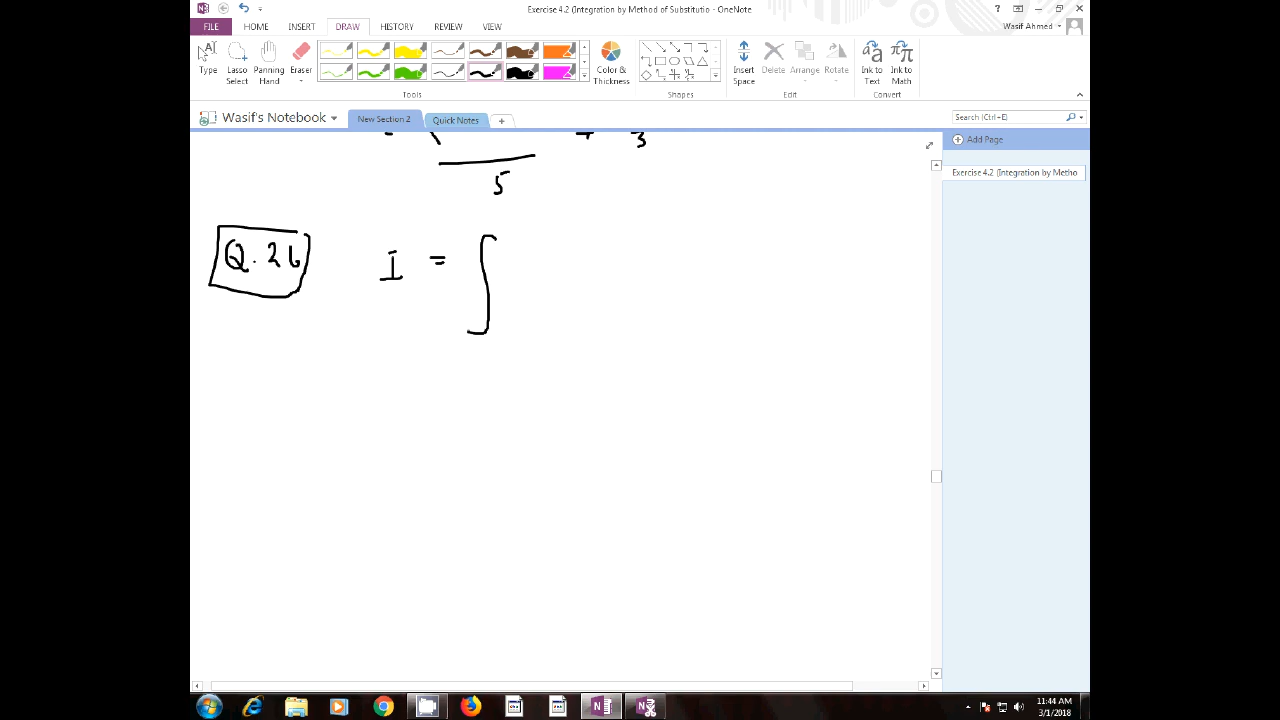 Exercise 4.2 (Integration by Method of Substitutio - OneNote
?
FILE HOME INSERT DRAW HISTORY REVIEW VIEW
Wasif Ahmed
Type
Lasso Select
Panning Hand
Eraser
Color & Thickness
Insert Space
Delete
Arrange
Rotate
Ink to Text
Ink to Math
Tools
Shapes
Edit
Convert
Wasif's Notebook
New Section 2
Quick Notes
+
Search (Ctrl+E)
Add Page
Exercise 4.2 (Integration by Metho
3
5
Q. 26 I = ∫
11:44 AM
3/1/2018